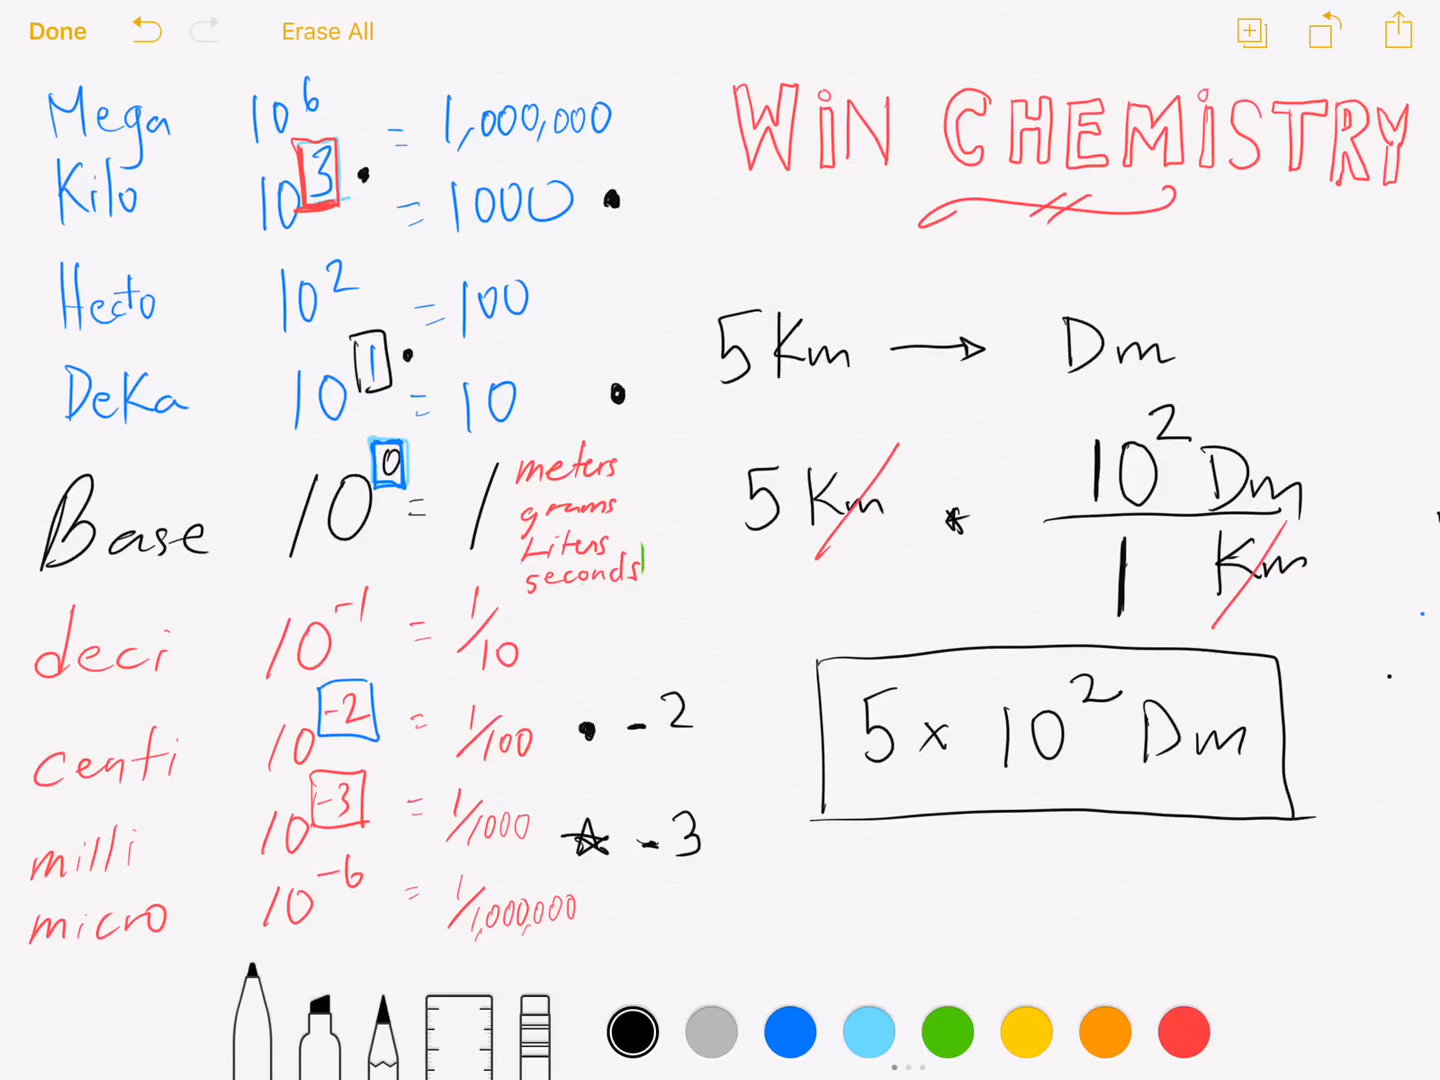 Done Erase All
WiN CHEMiSTRY
Mega 10^6 = 1,000,000
Kilo 10^3 = 1000
Hecto 10^2 = 100
DeKa 10^1 = 10
Base 10^0 = 1
meters
grams
Liters
seconds
deci 10^-1 = 1/10
centi 10^-2 = 1/100 -2
milli 10^-3 = 1/1000 -3
micro 10^-6 = 1/1,000,000
5 Km → Dm
5 Km * 10^2 Dm
1 Km
5 x 10^2 Dm